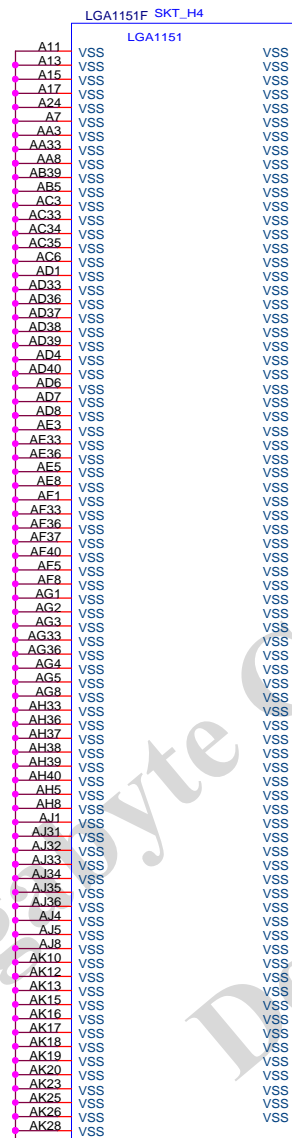 LGA1151F SKT_H4
LGA1151
A11 VSS VSS
A13 VSS VSS
A15 VSS VSS
A17 VSS VSS
A24 VSS VSS
A7 VSS VSS
AA3 VSS VSS
AA33 VSS VSS
AA8 VSS VSS
AB39 VSS VSS
AB5 VSS VSS
AC3 VSS VSS
AC33 VSS VSS
AC34 VSS VSS
AC35 VSS VSS
AC6 VSS VSS
AD1 VSS VSS
AD33 VSS VSS
AD36 VSS VSS
AD37 VSS VSS
AD38 VSS VSS
AD39 VSS VSS
AD4 VSS VSS
AD40 VSS VSS
AD6 VSS VSS
AD7 VSS VSS
AD8 VSS VSS
AE3 VSS VSS
AE33 VSS VSS
AE36 VSS VSS
AE5 VSS VSS
AE8 VSS VSS
AF1 VSS VSS
AF33 VSS VSS
AF36 VSS VSS
AF37 VSS VSS
AF40 VSS VSS
AF5 VSS VSS
AF8 VSS VSS
AG1 VSS VSS
AG2 VSS VSS
AG3 VSS VSS
AG33 VSS VSS
AG36 VSS VSS
AG4 VSS VSS
AG5 VSS VSS
AG8 VSS VSS
AH33 VSS VSS
AH36 VSS VSS
AH37 VSS VSS
AH38 VSS VSS
AH39 VSS VSS
AH40 VSS VSS
AH5 VSS VSS
AH8 VSS VSS
AJ1 VSS VSS
AJ31 VSS VSS
AJ32 VSS VSS
AJ33 VSS VSS
AJ34 VSS VSS
AJ35 VSS VSS
AJ36 VSS VSS
AJ4 VSS VSS
AJ5 VSS VSS
AJ8 VSS VSS
AK10 VSS VSS
AK12 VSS VSS
AK13 VSS VSS
AK15 VSS VSS
AK16 VSS VSS
AK17 VSS VSS
AK18 VSS VSS
AK19 VSS VSS
AK20 VSS VSS
AK23 VSS VSS
AK25 VSS VSS
AK26 VSS VSS
AK28 VSS